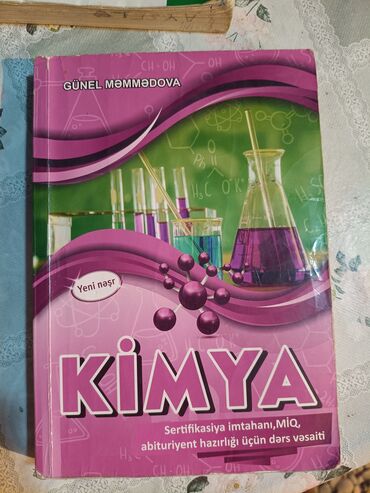 GÜNEL MƏMMƏDOVA
Yeni nəşr
KİMYA
Sertifikasiya imtahanı,MİQ,
abituriyent hazırlığı üçün dərs vəsaiti